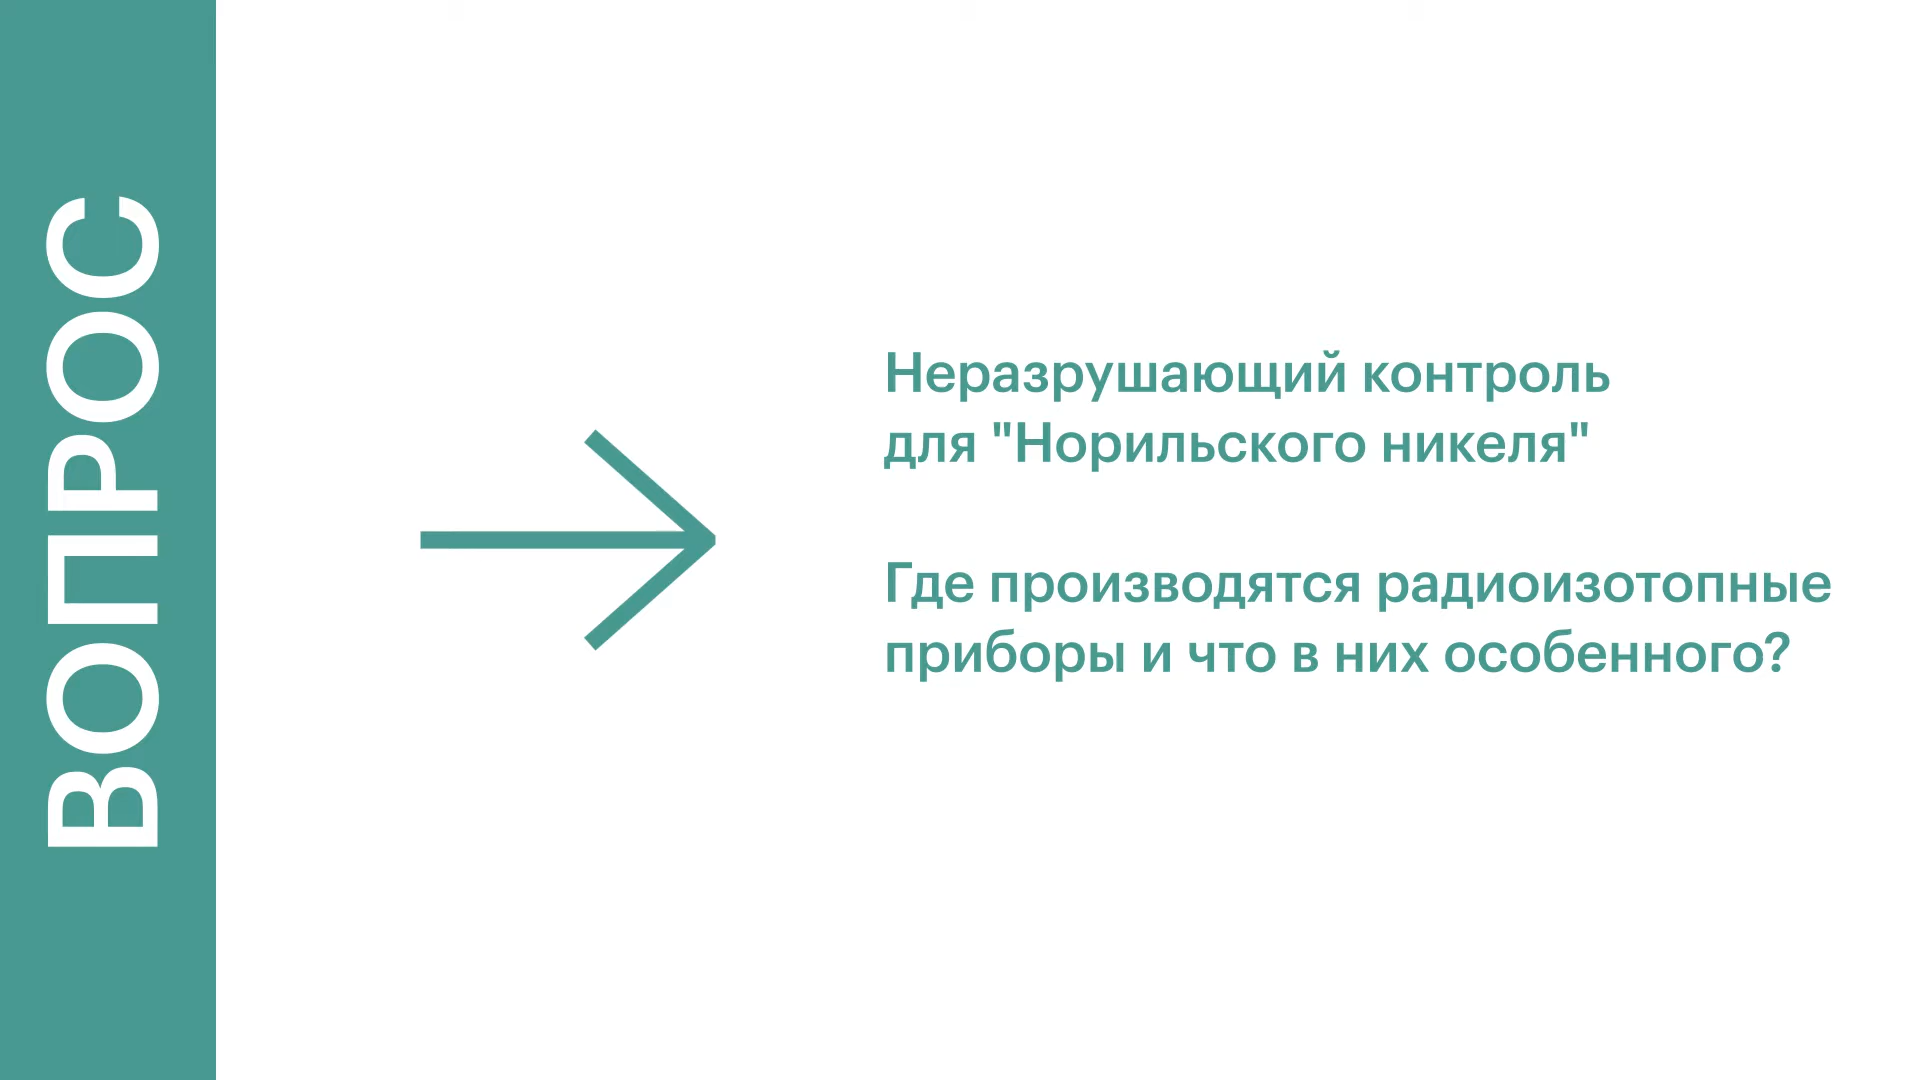 ВОПРОС
Неразрушающий контроль
для "Норильского никеля"
Где производятся радиоизотопные
приборы и что в них особенного?